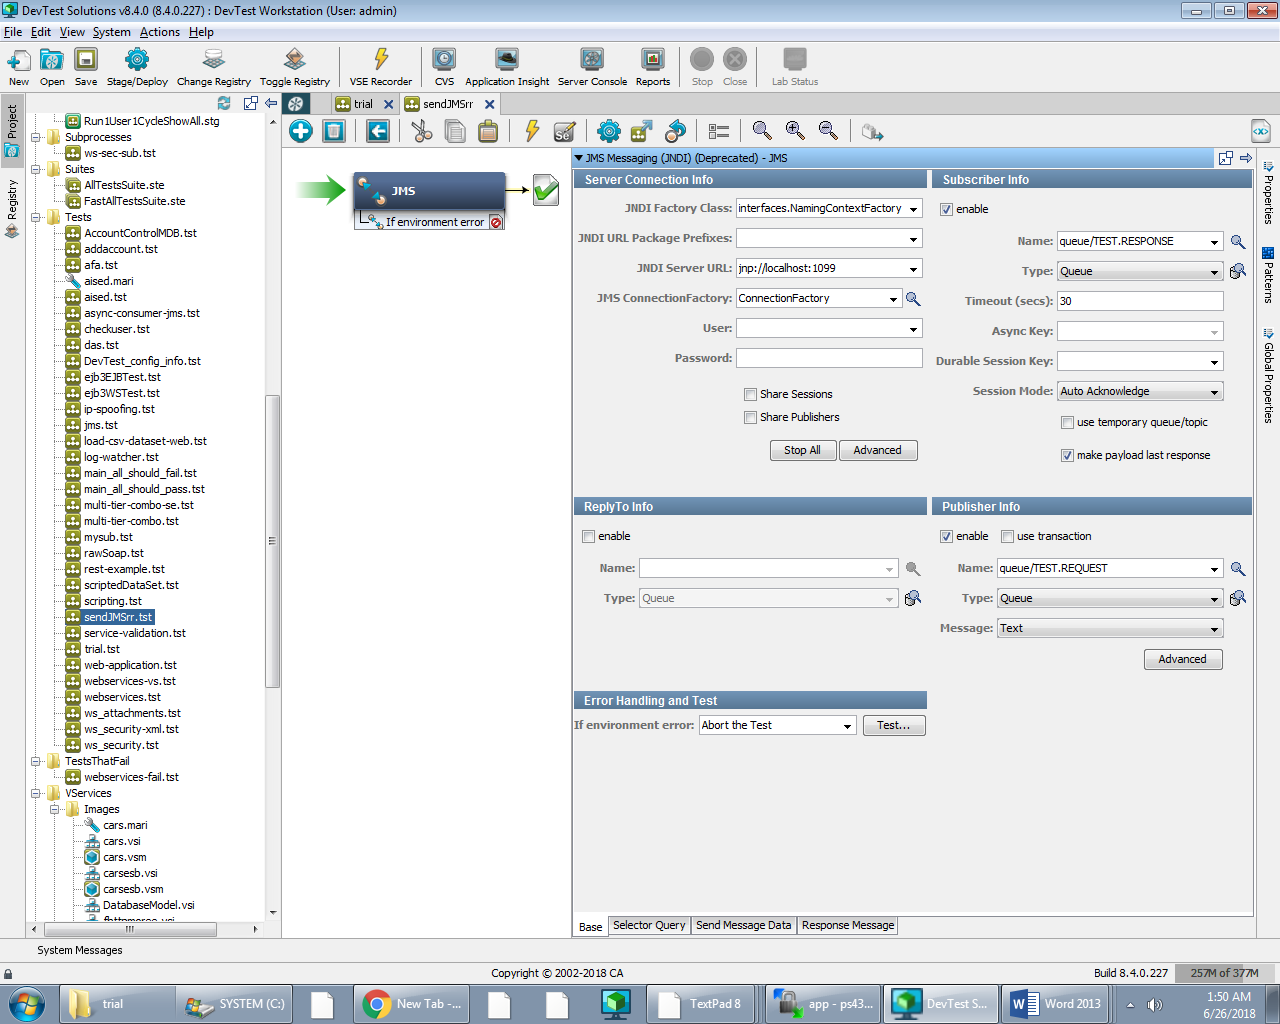 DevTest Solutions v8.4.0 (8.4.0.227) : DevTest Workstation (User: admin)
File Edit View System Actions Help
New Open Save Stage/Deploy Change Registry Toggle Registry VSE Recorder CVS Application Insight Server Console Reports Stop Close Lab Status
Project
Registry
Run1User1CycleShowAll.stg
Subprocesses
ws-sec-sub.tst
Suites
AllTestsSuite.ste
FastAllTestsSuite.ste
Tests
AccountControlMDB.tst
addaccount.tst
afa.tst
aised.mari
aised.tst
async-consumer-jms.tst
checkuser.tst
das.tst
DevTest_config_info.tst
ejb3EJBTest.tst
ejb3WSTest.tst
ip-spoofing.tst
jms.tst
load-csv-dataset-web.tst
log-watcher.tst
main_all_should_fail.tst
main_all_should_pass.tst
multi-tier-combo-se.tst
multi-tier-combo.tst
mysub.tst
rawSoap.tst
rest-example.tst
scriptedDataSet.tst
scripting.tst
sendJMSrr.tst
service-validation.tst
trial.tst
web-application.tst
webservices-vs.tst
webservices.tst
ws_attachments.tst
ws_security-xml.tst
ws_security.tst
TestsThatFail
webservices-fail.tst
VServices
Images
cars.mari
cars.vsi
cars.vsm
carsesb.vsi
carsesb.vsm
DatabaseModel.vsi
trial sendJMSrr
JMS
If environment error
JMS Messaging (JNDI) (Deprecated) - JMS
Server Connection Info
JNDI Factory Class: interfaces.NamingContextFactory
JNDI URL Package Prefixes:
JNDI Server URL: jnp://localhost:1099
JMS ConnectionFactory: ConnectionFactory
User:
Password:
Share Sessions
Share Publishers
Stop All Advanced
Subscriber Info
enable
Name: queue/TEST.RESPONSE
Type: Queue
Timeout (secs): 30
Async Key:
Durable Session Key:
Session Mode: Auto Acknowledge
use temporary queue/topic
make payload last response
ReplyTo Info
enable
Name:
Type: Queue
Publisher Info
enable use transaction
Name: queue/TEST.REQUEST
Type: Queue
Message: Text
Advanced
Error Handling and Test
If environment error: Abort the Test Test...
Base Selector Query Send Message Data Response Message
Properties
Patterns
Global Properties
System Messages
Copyright © 2002-2018 CA
Build 8.4.0.227 257M of 377M
trial SYSTEM (C:) New Tab -... TextPad 8 app - ps43... DevTest S... Word 2013
1:50 AM
6/26/2018